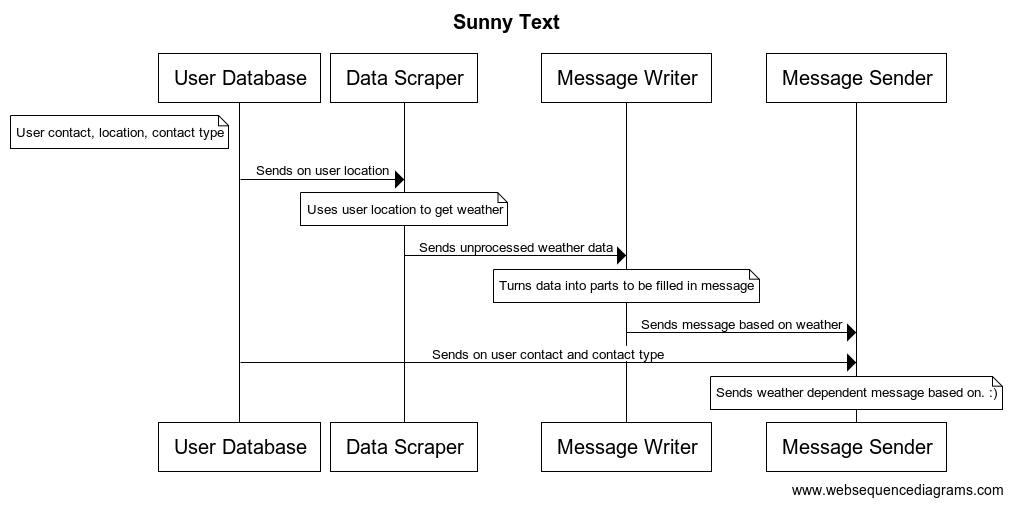 Sunny Text
User Database
Data Scraper
Message Writer
Message Sender
User contact, location, contact type
Sends on user location
Uses user location to get weather
Sends unprocessed weather data
Turns data into parts to be filled in message
Sends message based on weather
Sends on user contact and contact type
Sends weather dependent message based on. :)
User Database
Data Scraper
Message Writer
Message Sender
www.websequencediagrams.com